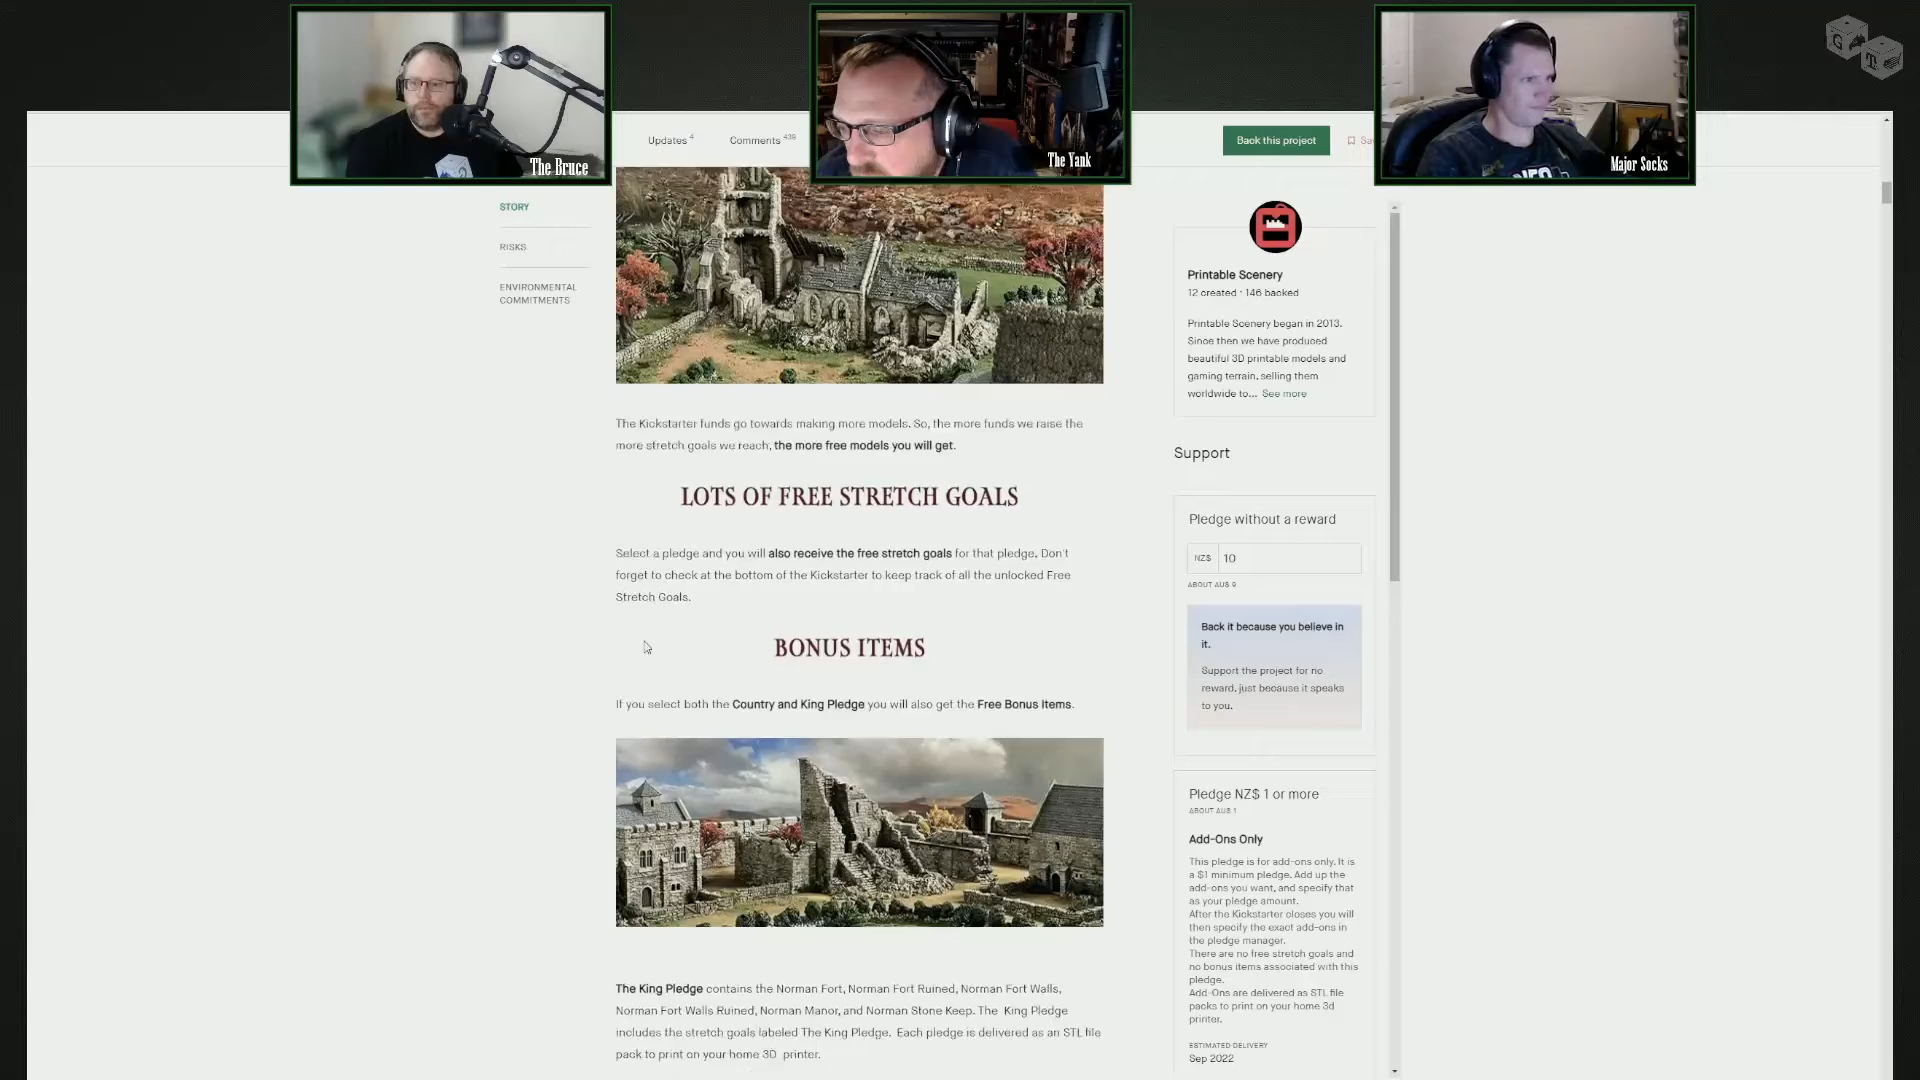 The Bruce
The Yank
Major Socks
Updates 4
Comments 439
Back this project
STORY
RISKS
ENVIRONMENTAL
COMMITMENTS
The Kickstarter funds go towards making more models. So, the more funds we raise the
more stretch goals we reach, the more free models you will get.
LOTS OF FREE STRETCH GOALS
Select a pledge and you will also receive the free stretch goals for that pledge. Don't
forget to check at the bottom of the Kickstarter to keep track of all the unlocked Free
Stretch Goals.
BONUS ITEMS
If you select both the Country and King Pledge you will also get the Free Bonus Items.
The King Pledge contains the Norman Fort, Norman Fort Ruined, Norman Fort Walls,
Norman Fort Walls Ruined, Norman Manor, and Norman Stone Keep. The King Pledge
includes the stretch goals labeled The King Pledge. Each pledge is delivered as an STL file
pack to print on your home 3D printer.
Printable Scenery
12 created · 146 backed
Printable Scenery began in 2013.
Since then we have produced
beautiful 3D printable models and
gaming terrain, selling them
worldwide to... See more
Support
Pledge without a reward
NZ$ 10
ABOUT AU$ 9
Back it because you believe in
it.
Support the project for no
reward, just because it speaks
to you.
Pledge NZ$ 1 or more
ABOUT AU$ 1
Add-Ons Only
This pledge is for add-ons only. It is
a $1 minimum pledge. Add up the
add-ons you want, and specify that
as your pledge amount.
After the Kickstarter closes you will
then specify the exact add-ons in
the pledge manager.
There are no free stretch goals and
no bonus items associated with this
pledge.
Add-Ons are delivered as STL file
packs to print on your home 3d
printer.
ESTIMATED DELIVERY
Sep 2022